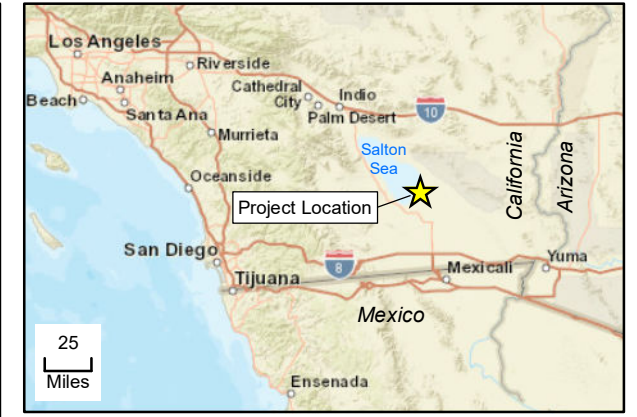 Los Angeles
Riverside
Anaheim
Cathedral
City
Indio
Beach
Santa Ana
Palm Desert
10
Murrieta
Salton
Sea
California
Arizona
Oceanside
Project Location
San Diego
8
Yuma
Tijuana
Mexicali
Mexico
25
Miles
Ensenada